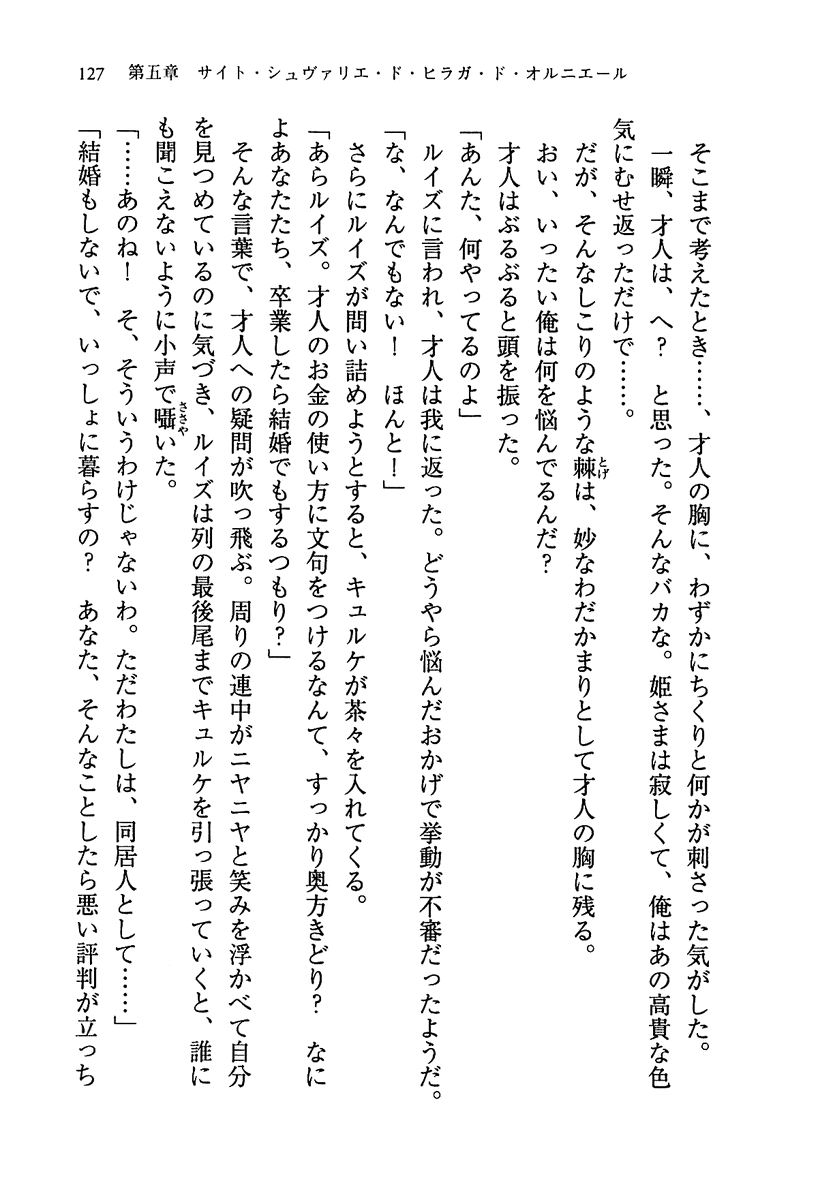 127　第五章　サイト・シュヴァリエ・ド・ヒラガ・ド・オルニエール
　そこまで考えたとき……、才人の胸に、わずかにちくりと何かが刺さった気がした。
　一瞬、才人は、へ？　と思った。そんなバカな。姫さまは寂しくて、俺はあの高貴な色
気にむせ返っただけで……。
　だが、そんなしこりのような棘は、妙なわだかまりとして才人の胸に残る。
　おい、いったい俺は何を悩んでるんだ？
　才人はぶるぶると頭を振った。
「あんた、何やってるのよ」
　ルイズに言われ、才人は我に返った。どうやら悩んだおかげで挙動が不審だったようだ。
「な、なんでもない！　ほんと！」
　さらにルイズが問い詰めようとすると、キュルケが茶々を入れてくる。
「あらルイズ。才人のお金の使い方に文句をつけるなんて、すっかり奥方きどり？　なに
よあなたたち、卒業したら結婚でもするつもり？」
　そんな言葉で、才人への疑問が吹っ飛ぶ。周りの連中がニヤニヤと笑みを浮かべて自分
を見つめているのに気づき、ルイズは列の最後尾までキュルケを引っ張っていくと、誰に
も聞こえないように小声で囁いた。
「……あのね！　そ、そういうわけじゃないわ。ただわたしは、同居人として……」
「結婚もしないで、いっしょに暮らすの？　あなた、そんなことしたら悪い評判が立っち
とげ
ささや